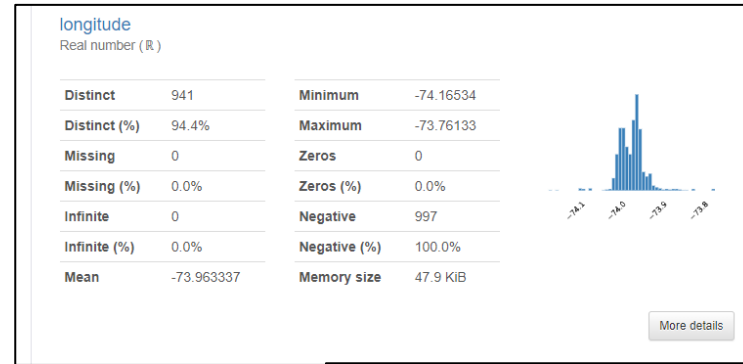 longitude
Real number (ℝ)
Distinct 941
Distinct (%) 94.4%
Missing 0
Missing (%) 0.0%
Infinite 0
Infinite (%) 0.0%
Mean -73.963337
Minimum -74.16534
Maximum -73.76133
Zeros 0
Zeros (%) 0.0%
Negative 997
Negative (%) 100.0%
Memory size 47.9 KiB
-74.1 -74.0 -73.9 -73.8
More details